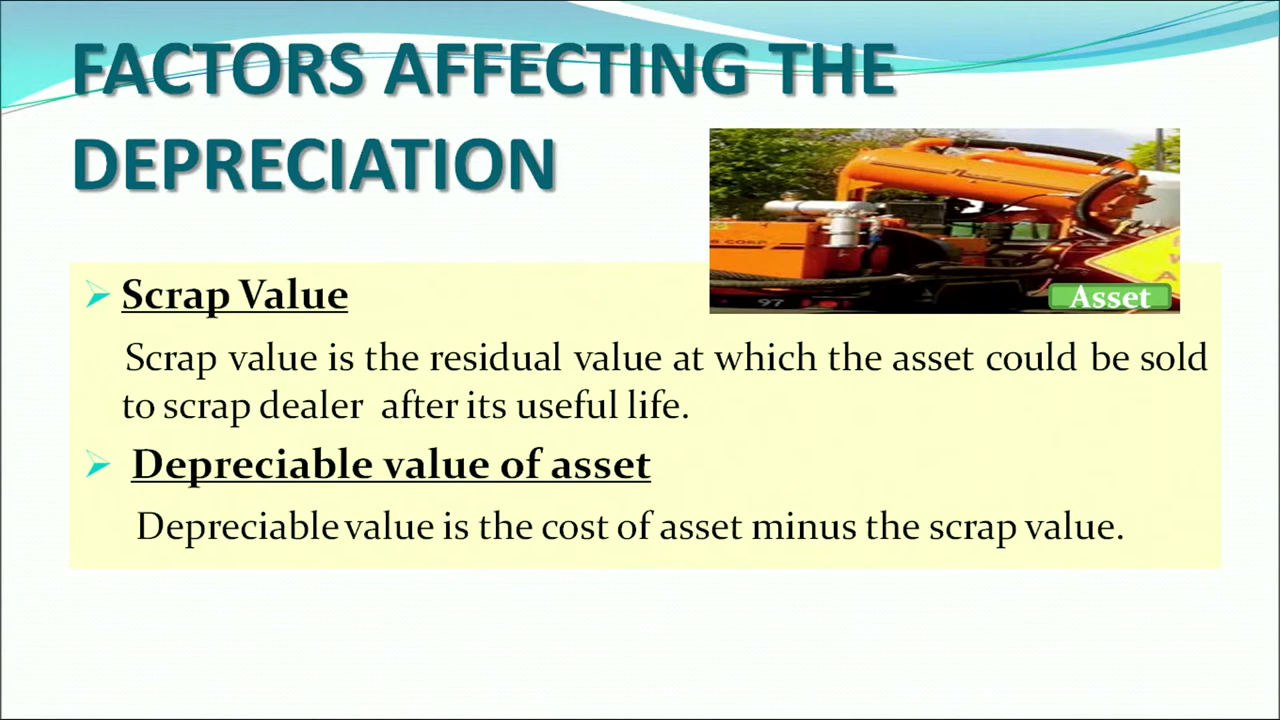 FACTORS AFFECTING THE
DEPRECIATION
Scrap Value
Asset
97
Scrap value is the residual value at which the asset could be sold
to scrap dealer after its useful life.
Depreciable value of asset
Depreciable value is the cost of asset minus the scrap value.